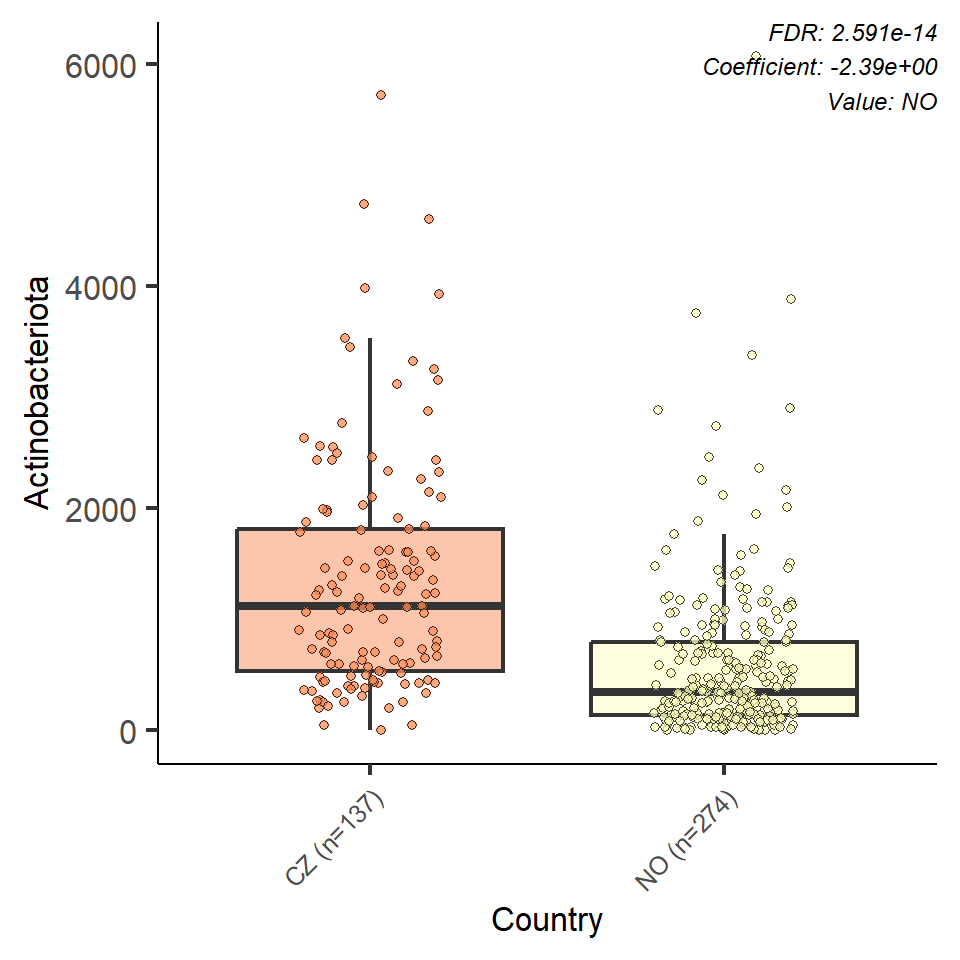 FDR: 2.591e-14
Coefficient: -2.39e+00
Value: NO
6000
4000
2000
0
Actinobacteriota
CZ (n=137)
NO (n=274)
Country